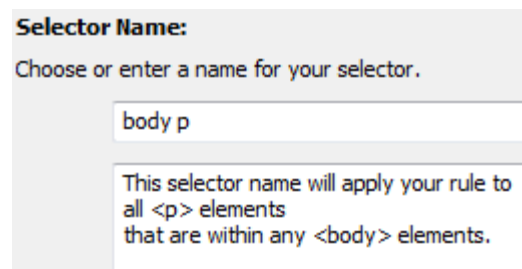 Selector Name:
Choose or enter a name for your selector.
body p
This selector name will apply your rule to
all <p> elements
that are within any <body> elements.